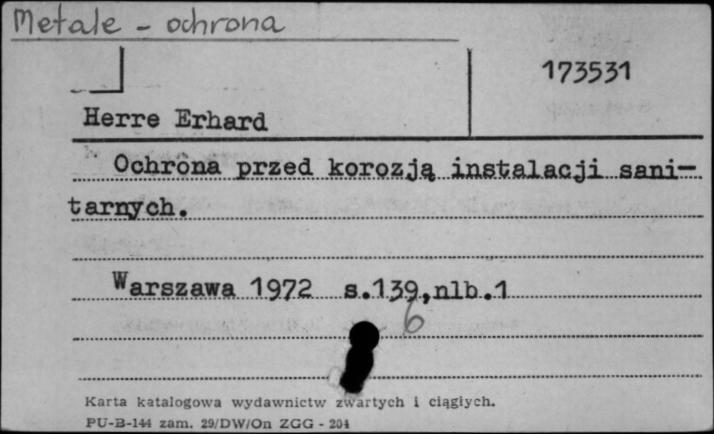 Metale - ochrona
173531
Herre Erhard
Ochrona przed korozją instalacji sani-
tarnych.
Warszawa 1972 s.139,nlb.1
6
Karta katalogowa wydawnictw zwartych i ciągłych.
PU-B-144 zam. 29/DW/On ZGG - 204